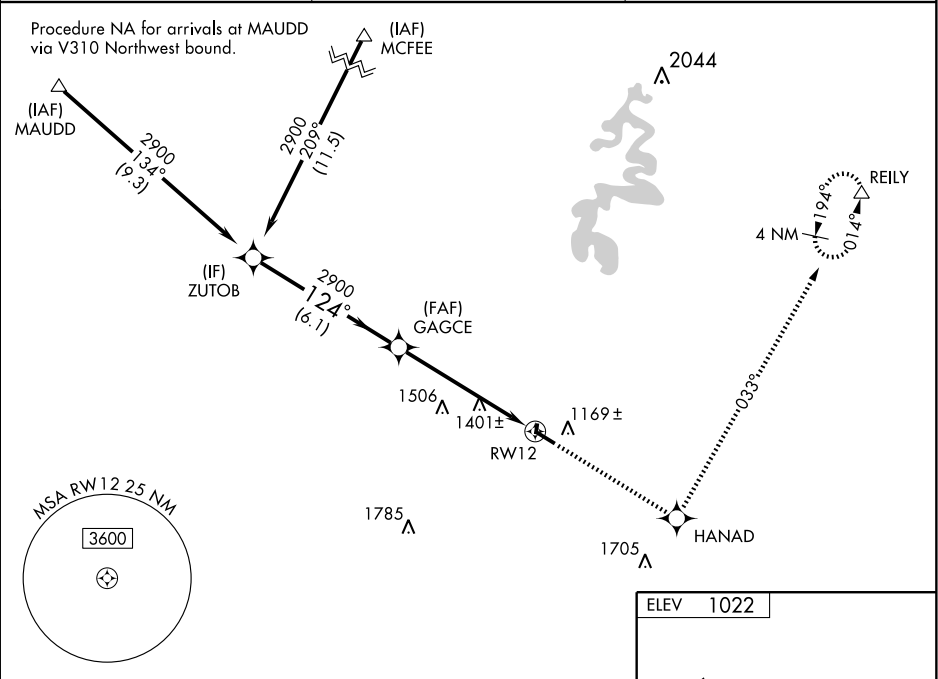 Procedure NA for arrivals at MAUDD
via V310 Northwest bound.
(IAF)
MCFEE
2044
(IAF)
MAUDD
2900
134°
(9.3)
2900
209°
(11.5)
REILY
194°
014°
4 NM
(IF)
ZUTOB
2900
124°
(6.1)
(FAF)
GAGCE
033°
1506
1401±
1169±
RW12
MSA RW12 25 NM
3600
1785
HANAD
1705
ELEV 1022